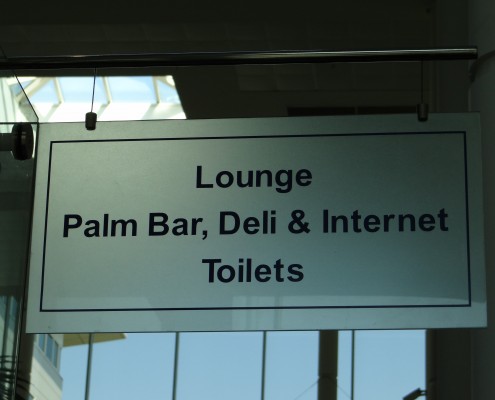 Lounge
Palm Bar, Deli & Internet
Toilets